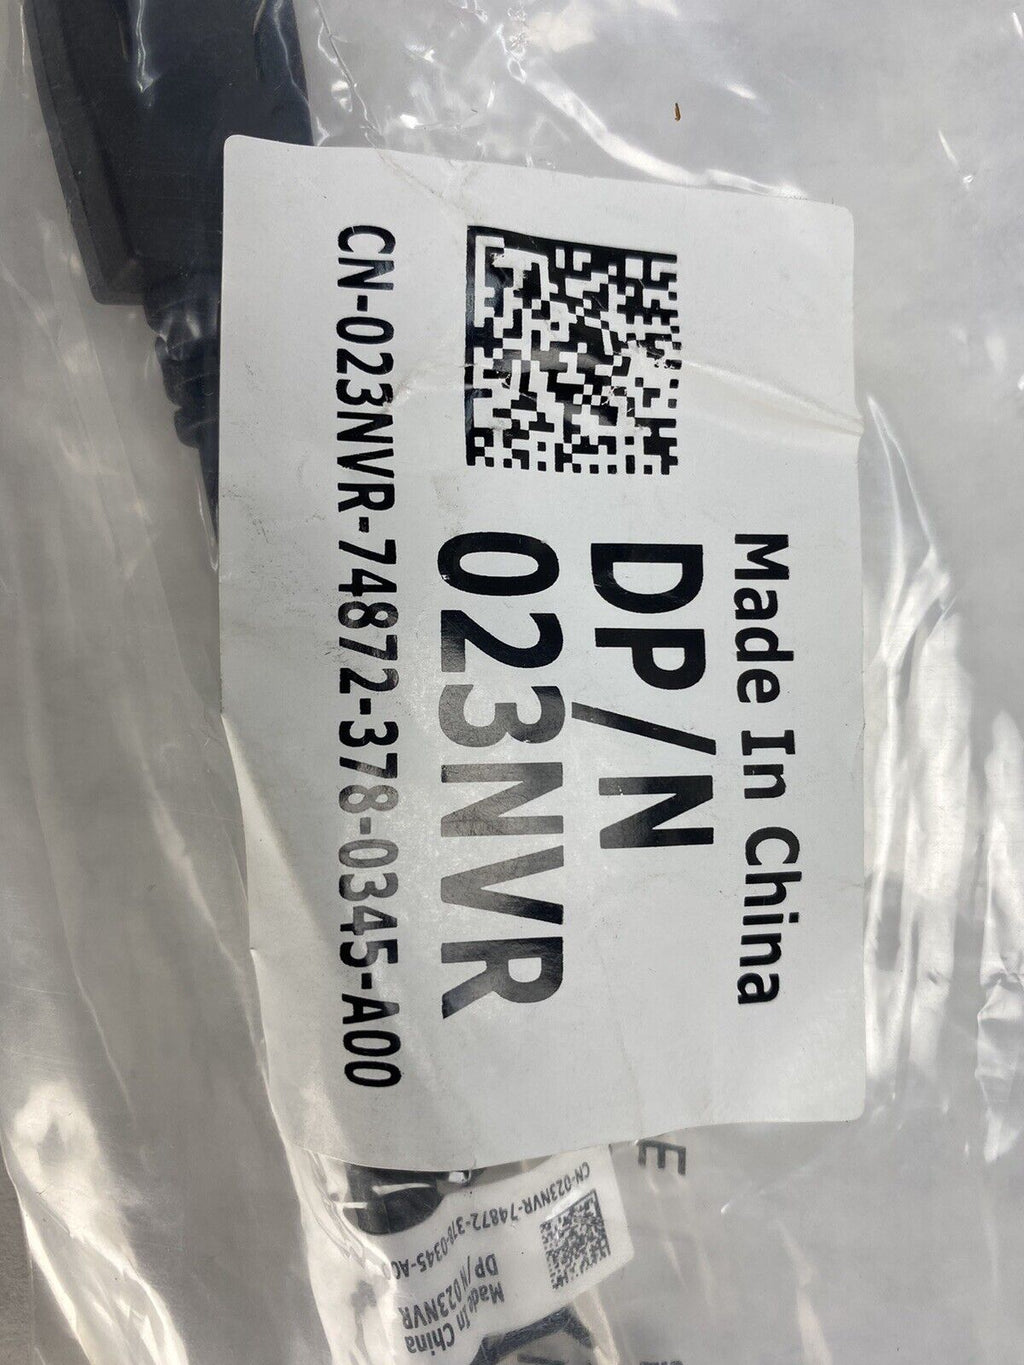 Made In China
DP/N
023NVR
CN-023NVR-74872-378-0345-A00
E
CN-023NVR-74872-378-0345-A00
DP/N 023NVR
Made In China